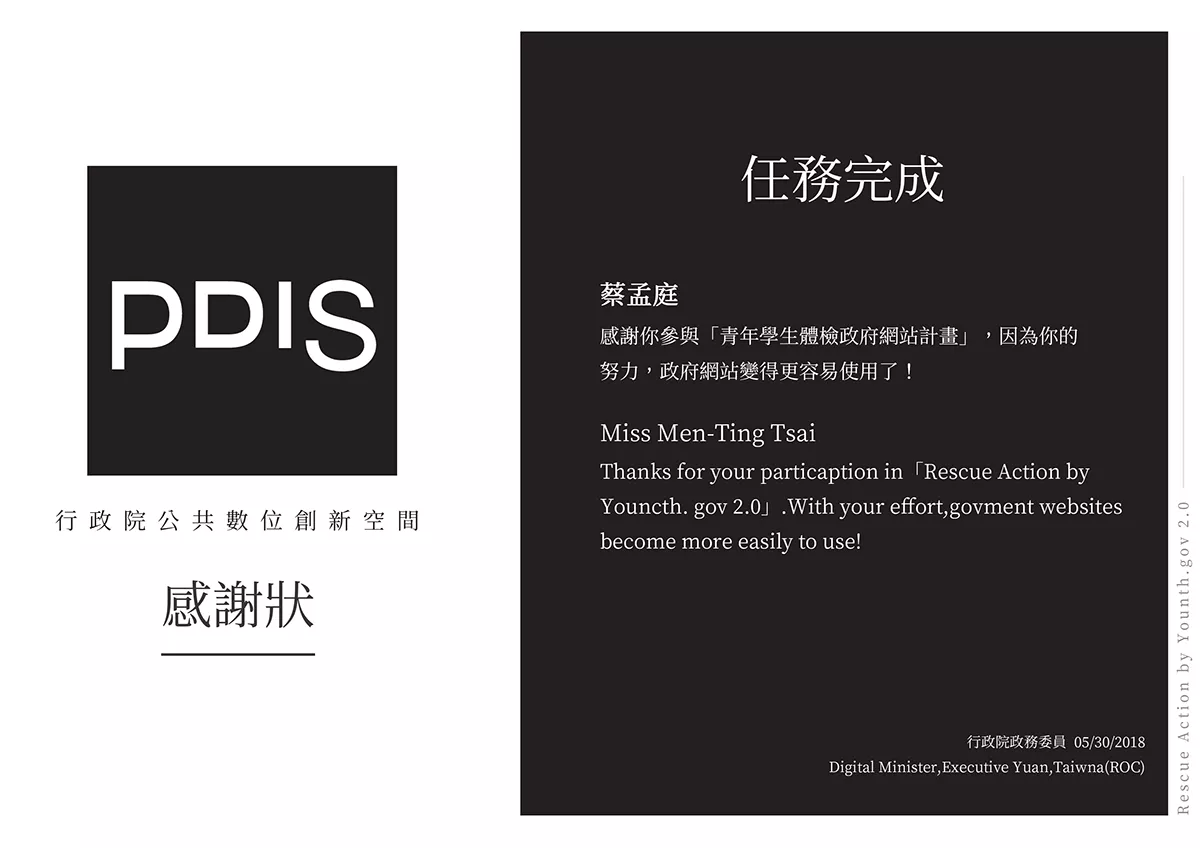 PDIS
行政院公共數位創新空間
感謝狀
任務完成
蔡孟庭
感謝你參與「青年學生體檢政府網站計畫」,因為你的
努力,政府網站變得更容易使用了!
Miss Men-Ting Tsai
Thanks for your particaption in「Rescue Action by
Youncth. gov 2.0」.With your effort,govment websites
become more easily to use!
行政院政務委員 05/30/2018
Digital Minister,Executive Yuan,Taiwna(ROC)
Rescue Action by Younth.gov 2.0